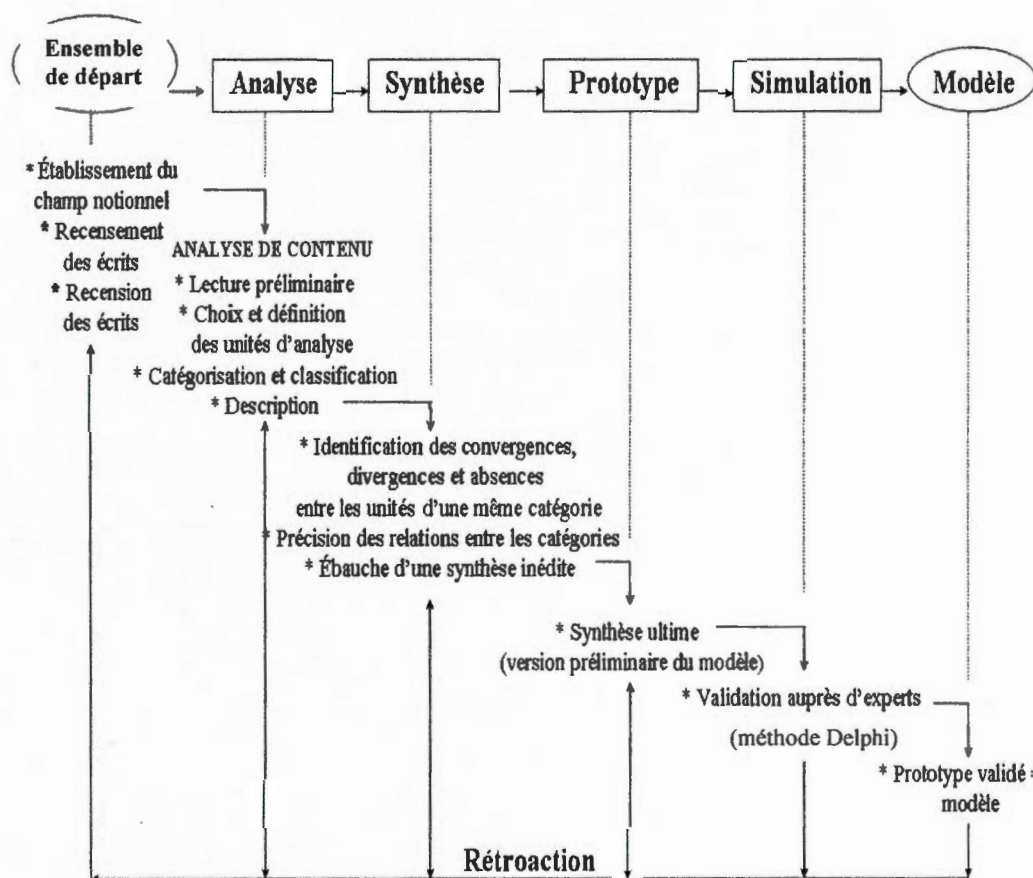 Ensemble
de départ
Analyse
Synthèse
Prototype
Simulation
Modèle
* Établissement du
champ notionnel
* Recensement
des écrits
* Recension
des écrits
ANALYSE DE CONTENU
* Lecture préliminaire
* Choix et définition
des unités d'analyse
* Catégorisation et classification
* Description
* Identification des convergences,
divergences et absences
entre les unités d'une même catégorie
* Précision des relations entre les catégories
* Ébauche d'une synthèse inédite
* Synthèse ultime
(version préliminaire du modèle)
* Validation auprès d'experts
(méthode Delphi)
* Prototype validé =
modèle
Rétroaction